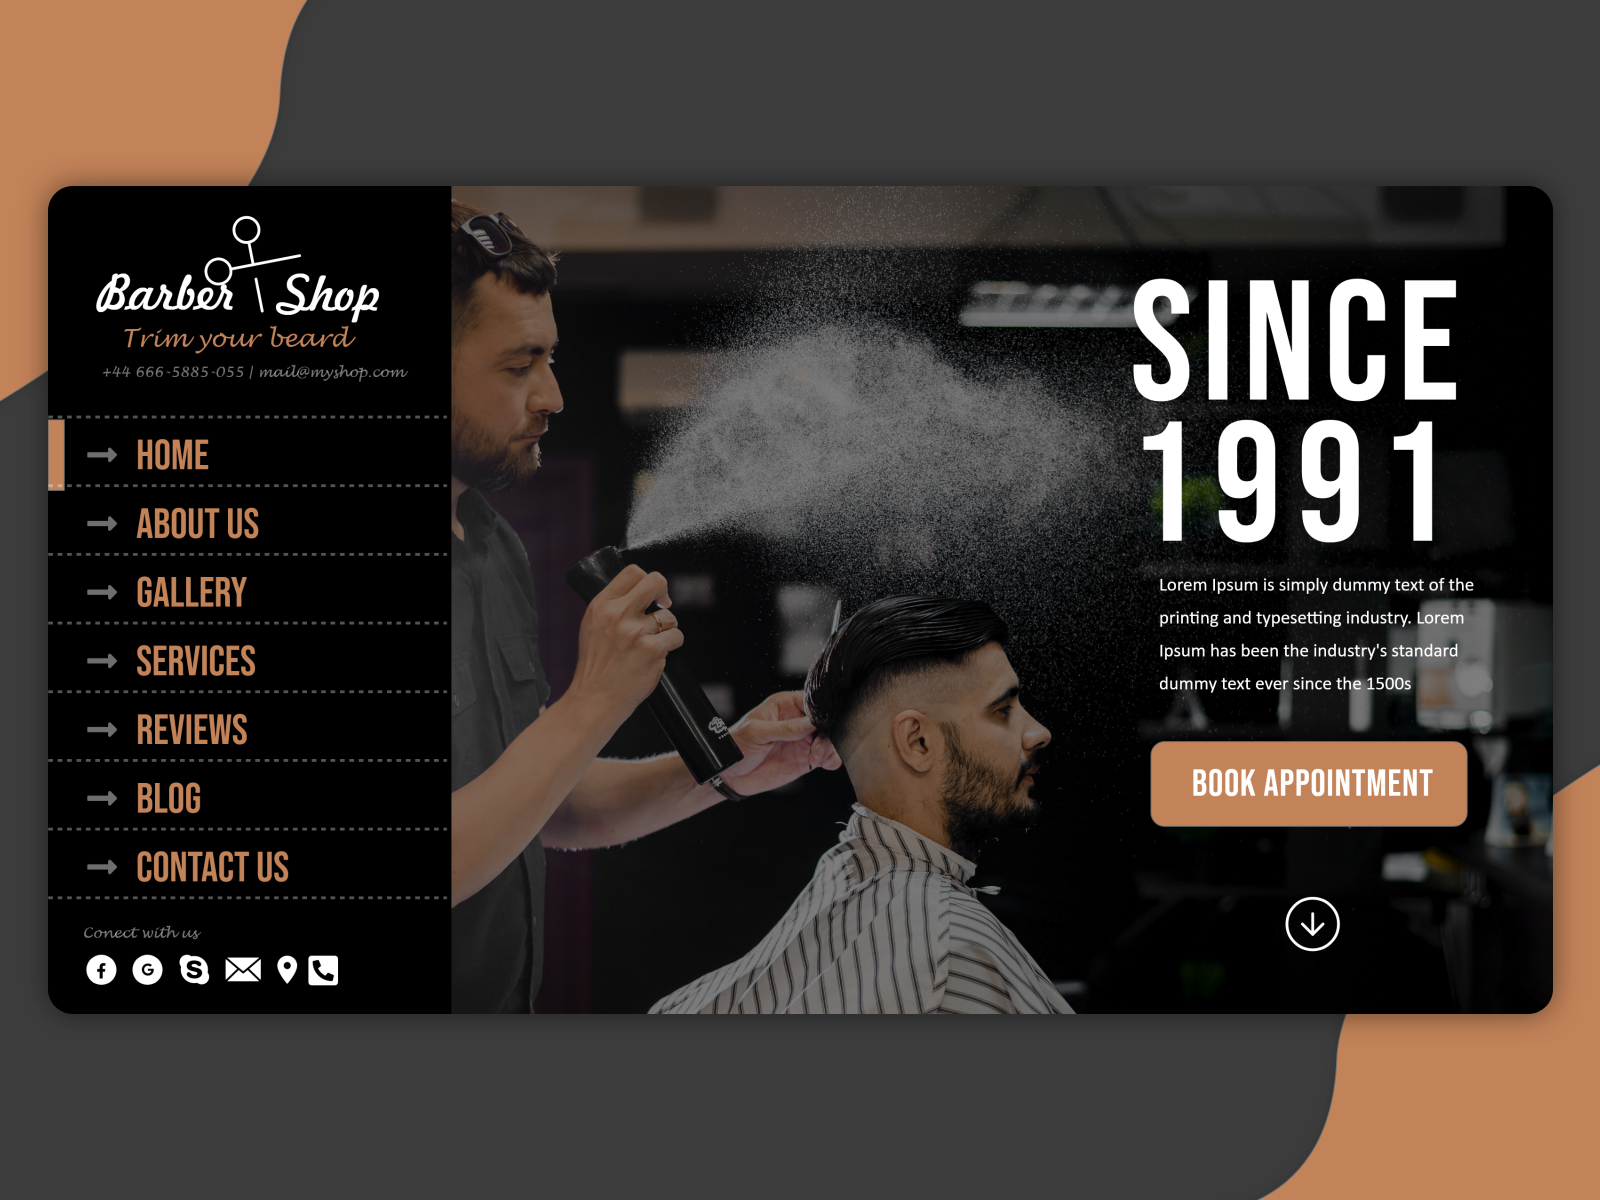 Barber Shop
Trim your beard
+44 666-5885-055 | mail@myshop.com
HOME
ABOUT US
GALLERY
SERVICES
REVIEWS
BLOG
CONTACT US
Conect with us
SINCE
1991
Lorem Ipsum is simply dummy text of the
printing and typesetting industry. Lorem
Ipsum has been the industry's standard
dummy text ever since the 1500s
BOOK APPOINTMENT